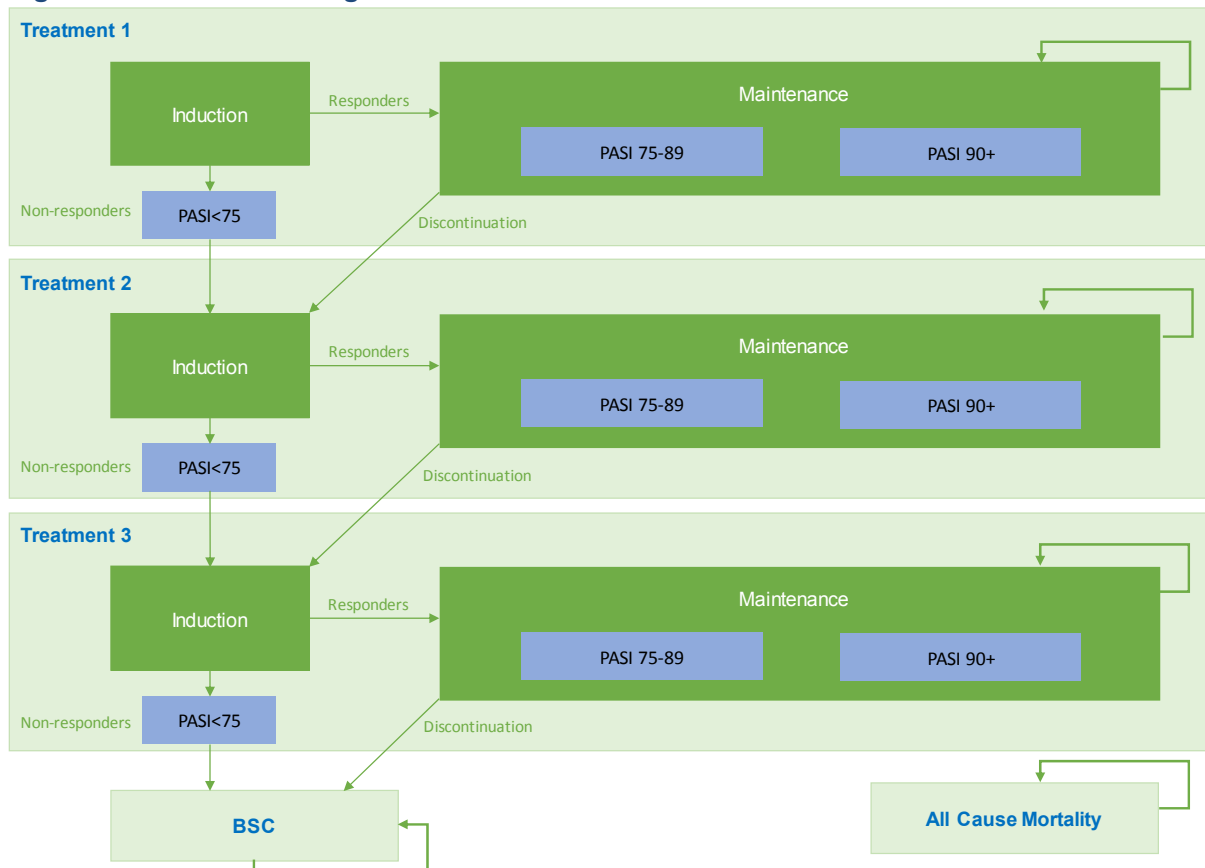 Treatment 1
Induction
Responders
Maintenance
PASI 75-89
PASI 90+
Non-responders
PASI<75
Discontinuation
Treatment 2
Induction
Responders
Maintenance
PASI 75-89
PASI 90+
Non-responders
PASI<75
Discontinuation
Treatment 3
Induction
Responders
Maintenance
PASI 75-89
PASI 90+
Non-responders
PASI<75
Discontinuation
BSC
All Cause Mortality